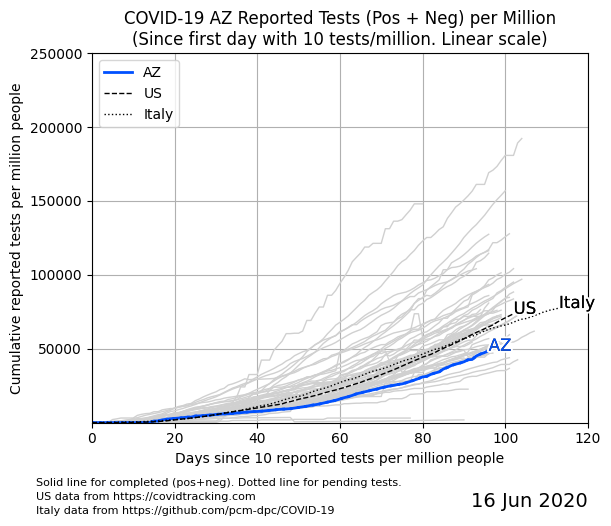 COVID-19 AZ Reported Tests (Pos + Neg) per Million
(Since first day with 10 tests/million. Linear scale)
250000
200000
150000
100000
50000
Cumulative reported tests per million people
AZ
US
Italy
US
Italy
AZ
0 20 40 60 80 100 120
Days since 10 reported tests per million people
Solid line for completed (pos+neg). Dotted line for pending tests.
US data from https://covidtracking.com
Italy data from https://github.com/pcm-dpc/COVID-19
16 Jun 2020